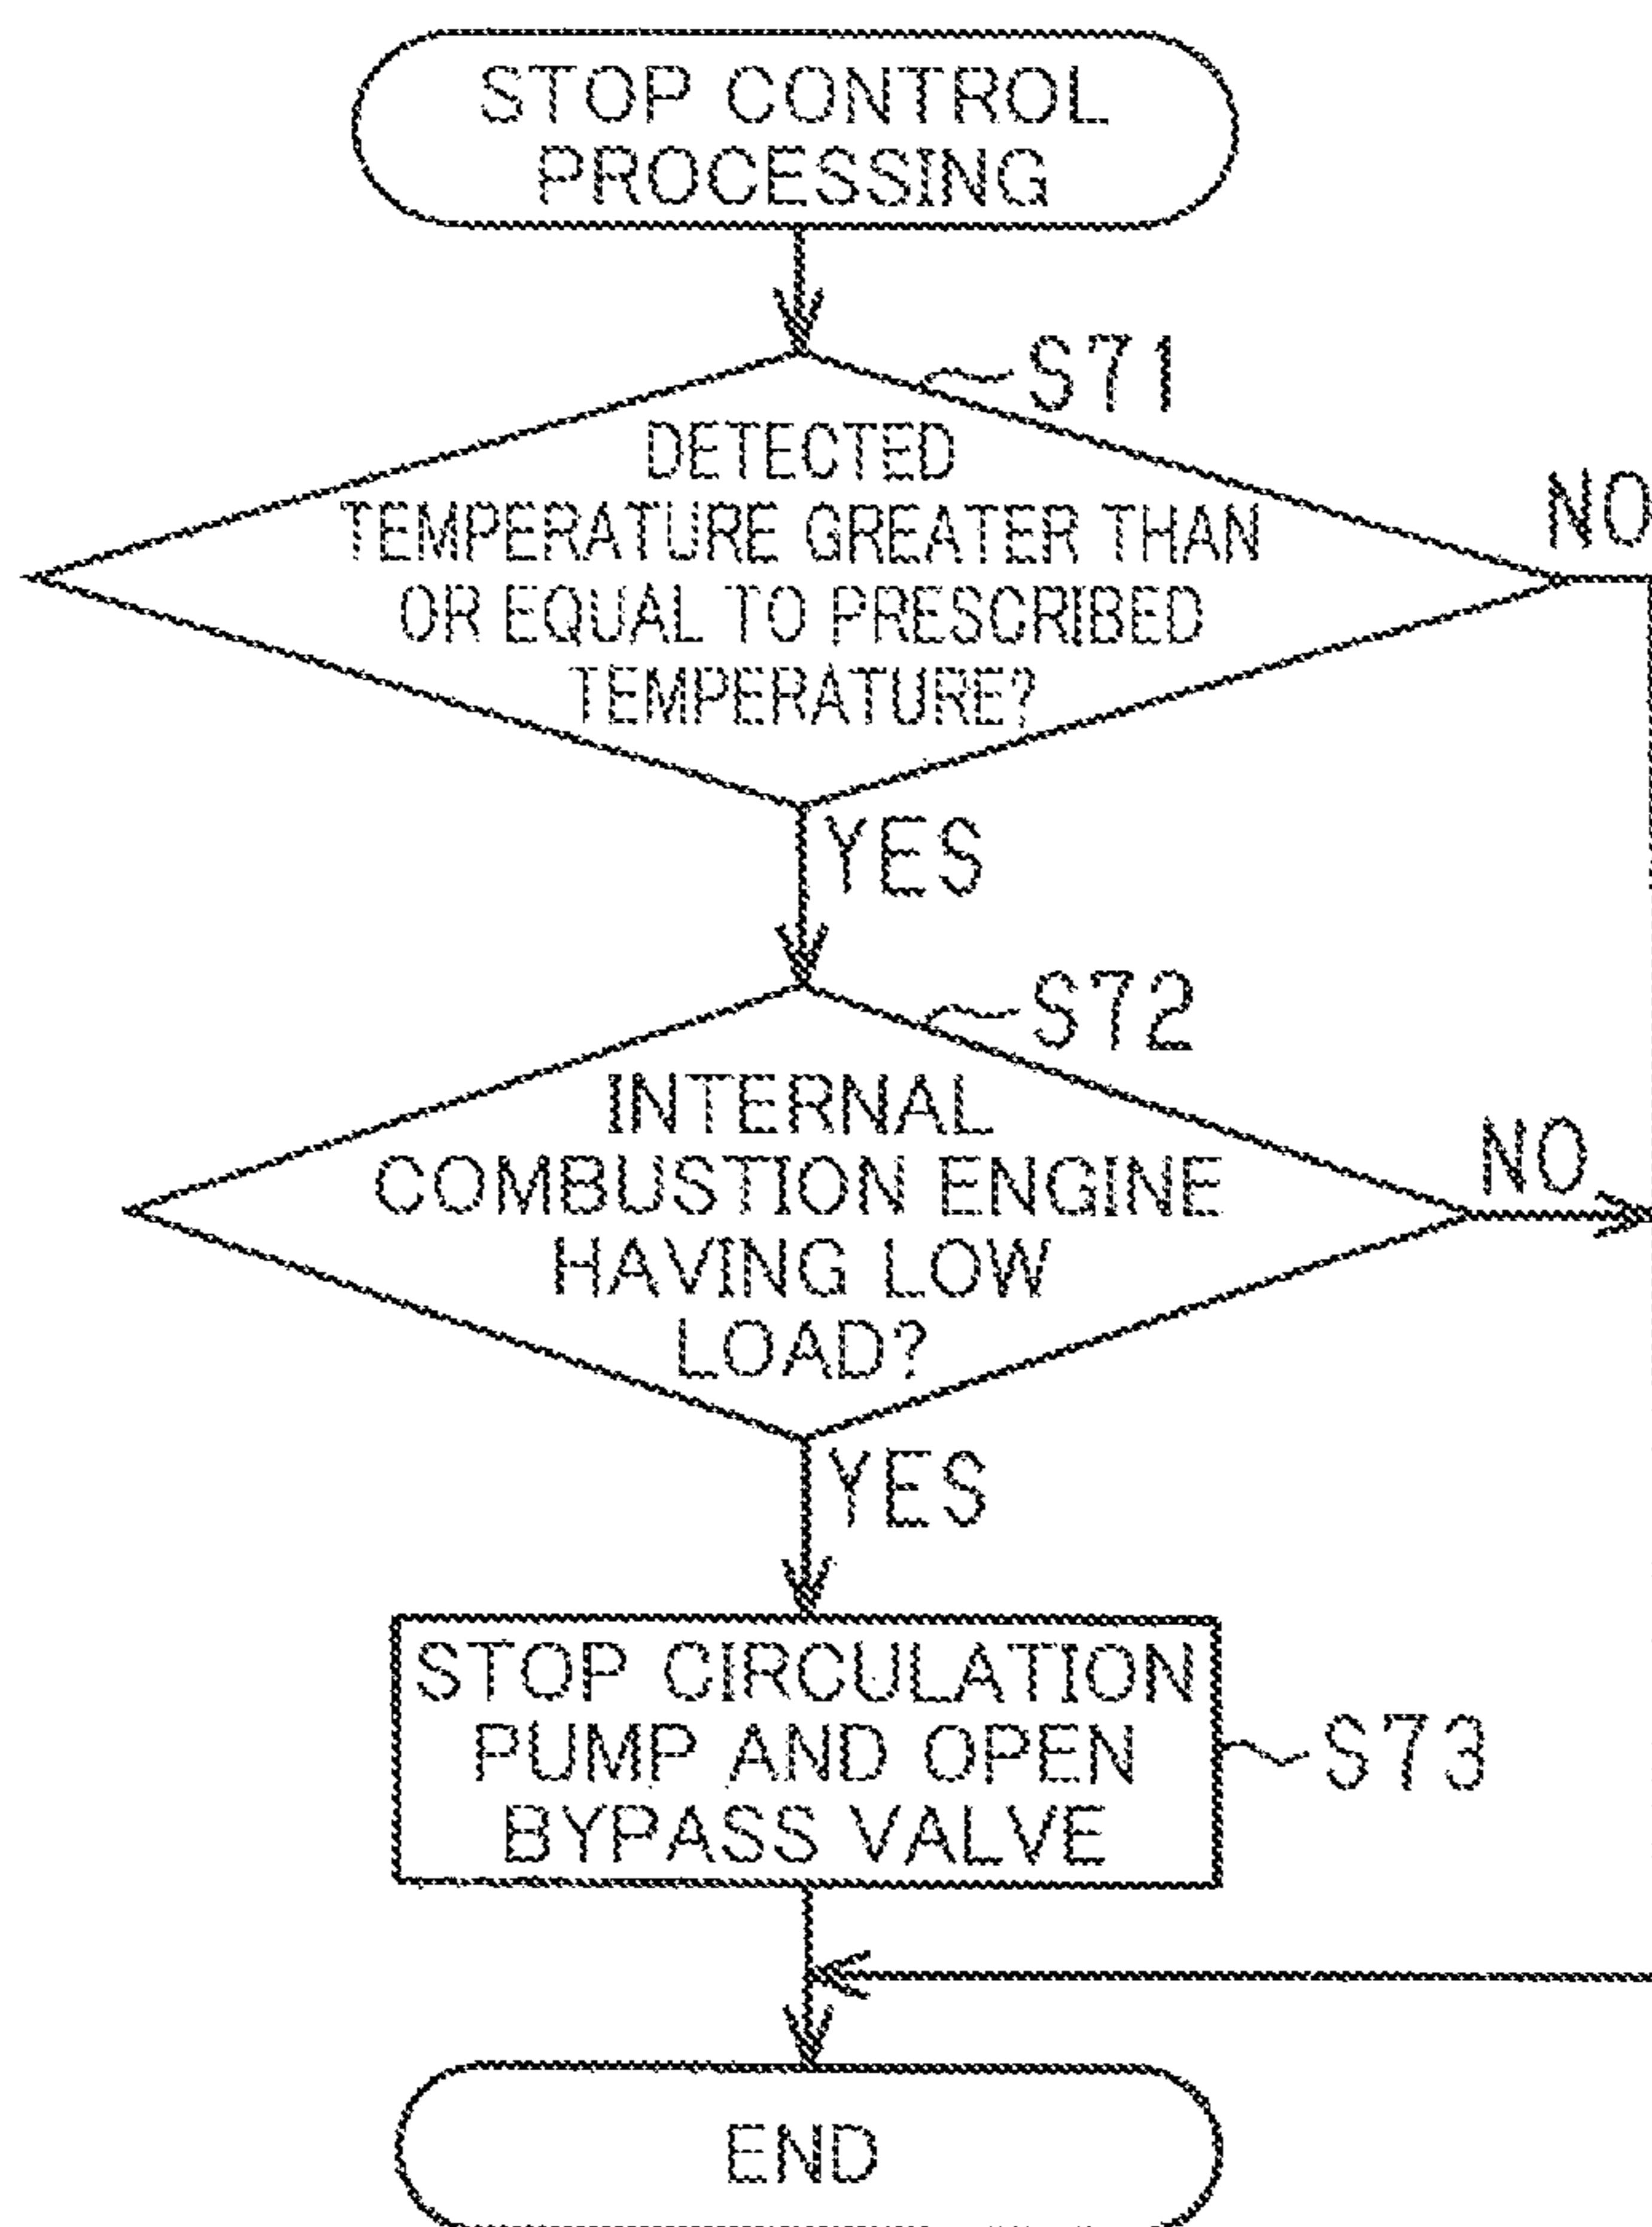 STOP CONTROL
PROCESSING
S71
DETECTED
TEMPERATURE GREATER THAN
OR EQUAL TO PRESCRIBED
TEMPERATURE?
NO
YES
S72
INTERNAL
COMBUSTION ENGINE
HAVING LOW
LOAD?
NO
YES
STOP CIRCULATION
PUMP AND OPEN
BYPASS VALVE
S73
END